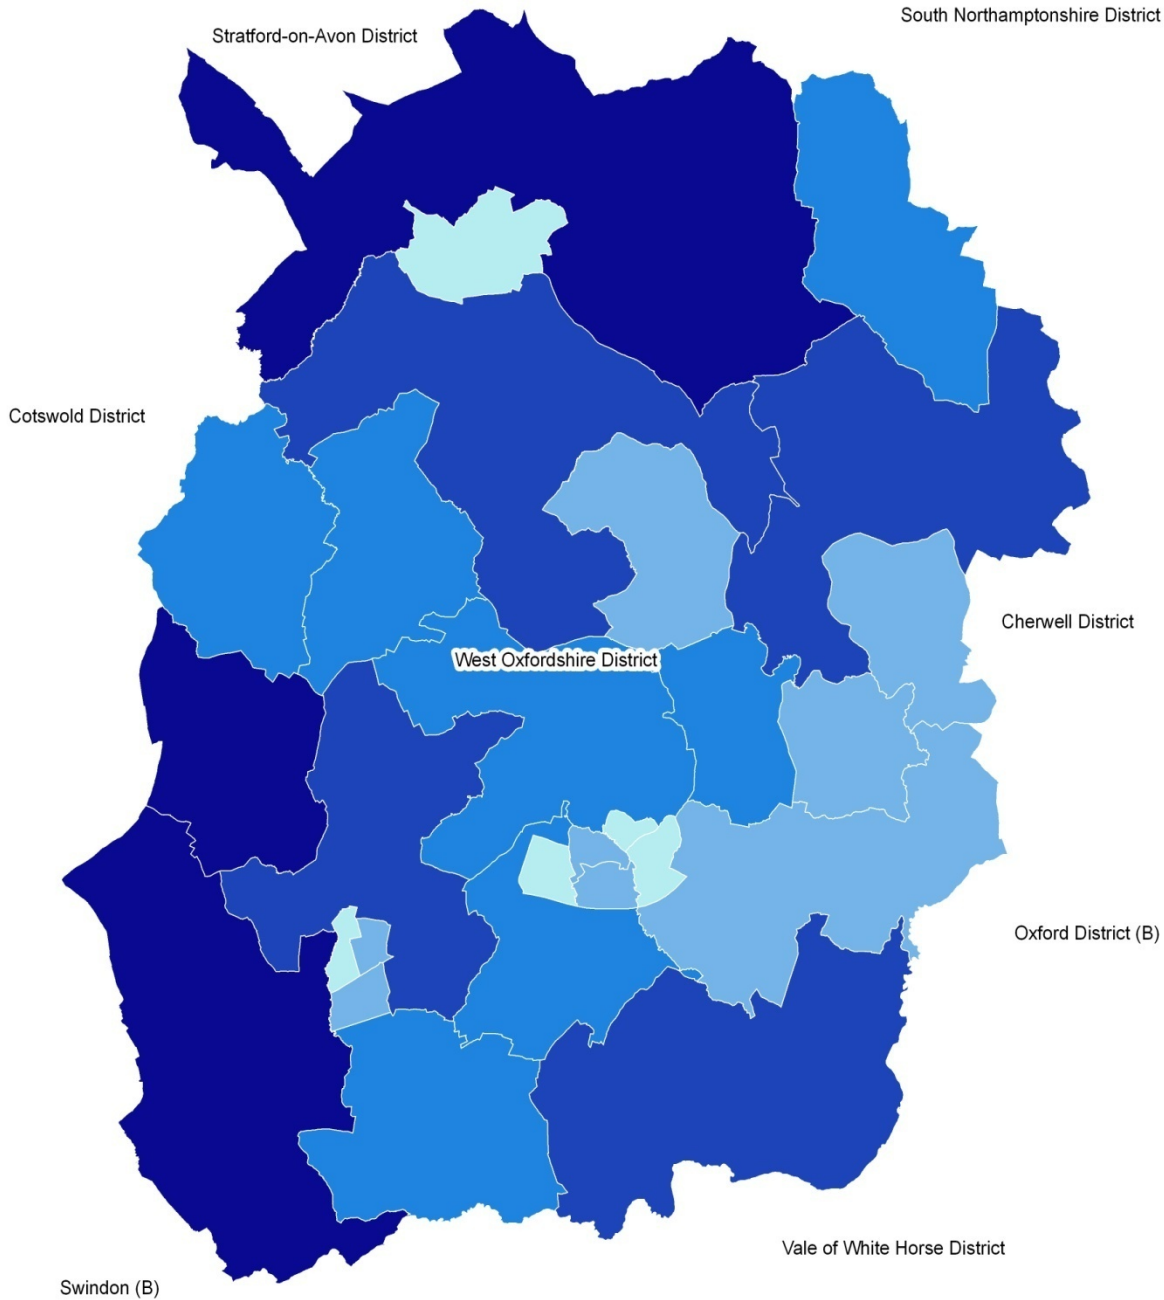 South Northamptonshire District
Stratford-on-Avon District
Cotswold District
Cherwell District
West Oxfordshire District
Oxford District (B)
Vale of White Horse District
Swindon (B)